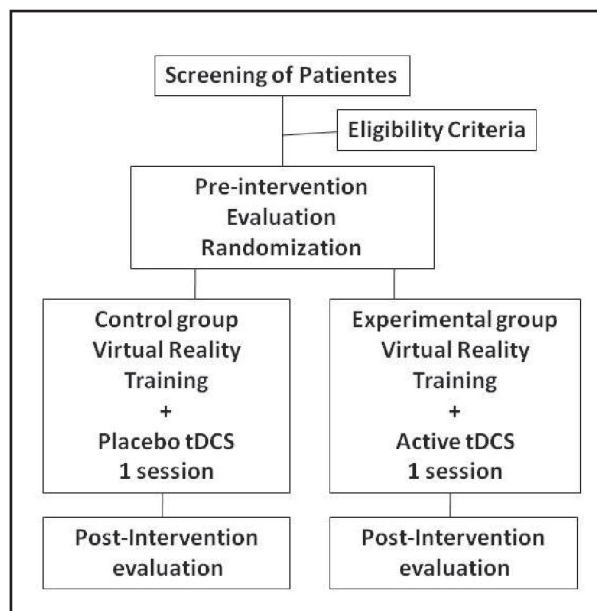 Screening of Patientes
Eligibility Criteria
Pre-intervention
Evaluation
Randomization
Control group
Virtual Reality
Training
+
Placebo tDCS
1 session
Experimental group
Virtual Reality
Training
+
Active tDCS
1 session
Post-Intervention
evaluation
Post-Intervention
evaluation